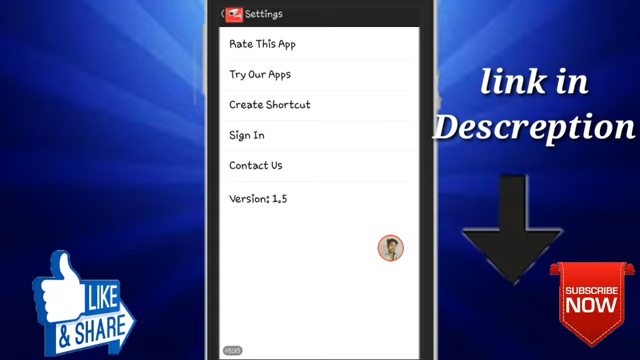 Settings
Rate This App
Try Our Apps
Create Shortcut
Sign In
Contact Us
Version: 1.5
link in
Descreption
LIKE
& SHARE
SUBSCRIBE
NOW